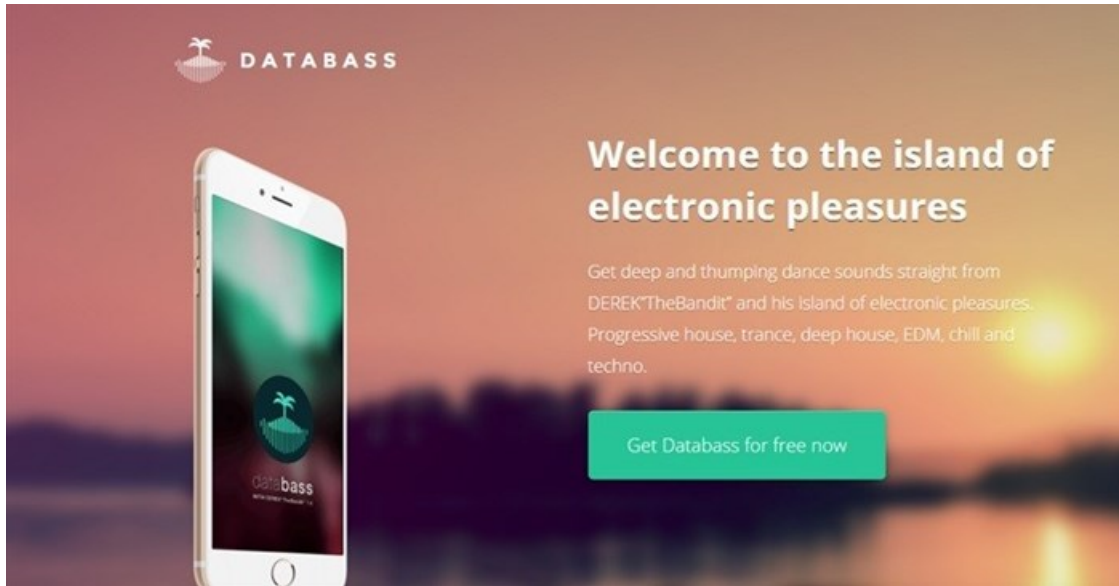 DATABASS
Welcome to the island of
electronic pleasures
Get deep and thumping dance sounds straight from
DEREK"TheBandit" and his island of electronic pleasures.
Progressive house, trance, deep house, EDM, chill and
techno.
Get Databass for free now
databass